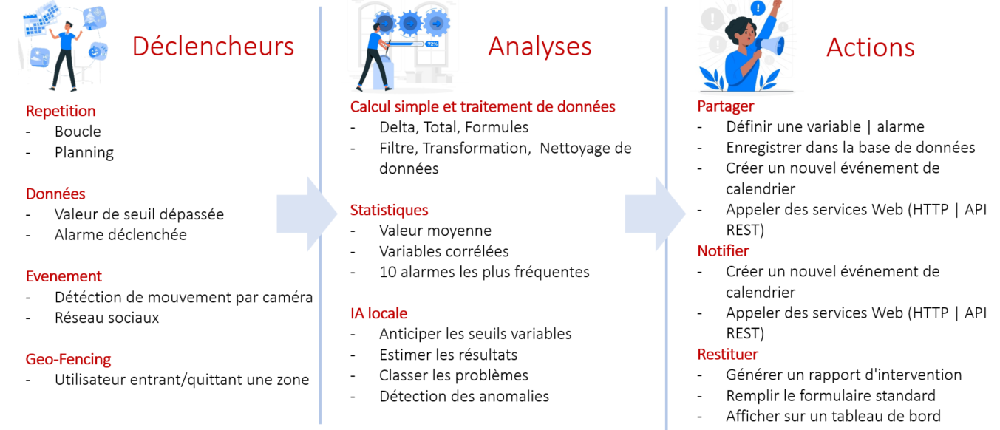 Déclencheurs
Repetition
- Boucle
- Planning
Données
- Valeur de seuil dépassée
- Alarme déclenchée
Evenement
- Détéction de mouvement par caméra
- Réseau sociaux
Geo-Fencing
- Utilisateur entrant/quittant une zone
72%
Analyses
Calcul simple et traitement de données
- Delta, Total, Formules
- Filtre, Transformation, Nettoyage de
données
Statistiques
- Valeur moyenne
- Variables corrélées
- 10 alarmes les plus fréquentes
IA locale
- Anticiper les seuils variables
- Estimer les résultats
- Classer les problèmes
- Détection des anomalies
Actions
Partager
- Définir une variable | alarme
- Enregistrer dans la base de données
- Créer un nouvel événement de
calendrier
- Appeler des services Web (HTTP | API
REST)
Notifier
- Créer un nouvel événement de
calendrier
- Appeler des services Web (HTTP | API
REST)
Restituer
- Générer un rapport d'intervention
- Remplir le formulaire standard
- Afficher sur un tableau de bord